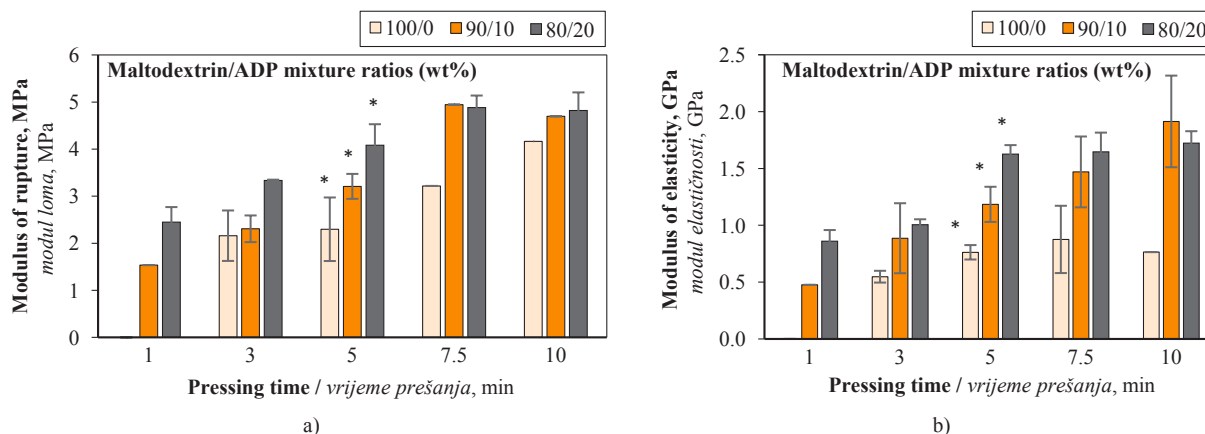 a)
100/0 90/10 80/20
Maltodextrin/ADP mixture ratios (wt%)
Modulus of rupture, MPa
modul loma, MPa
6
5
4
3
2
1
0
* * *
1 3 5 7.5 10
Pressing time / vrijeme prešanja, min
a)
b)
100/0 90/10 80/20
Maltodextrin/ADP mixture ratios (wt%)
Modulus of elasticity, GPa
modul elastičnosti, GPa
2.5
2.0
1.5
1.0
0.5
0.0
* * *
1 3 5 7.5 10
Pressing time / vrijeme prešanja, min
b)